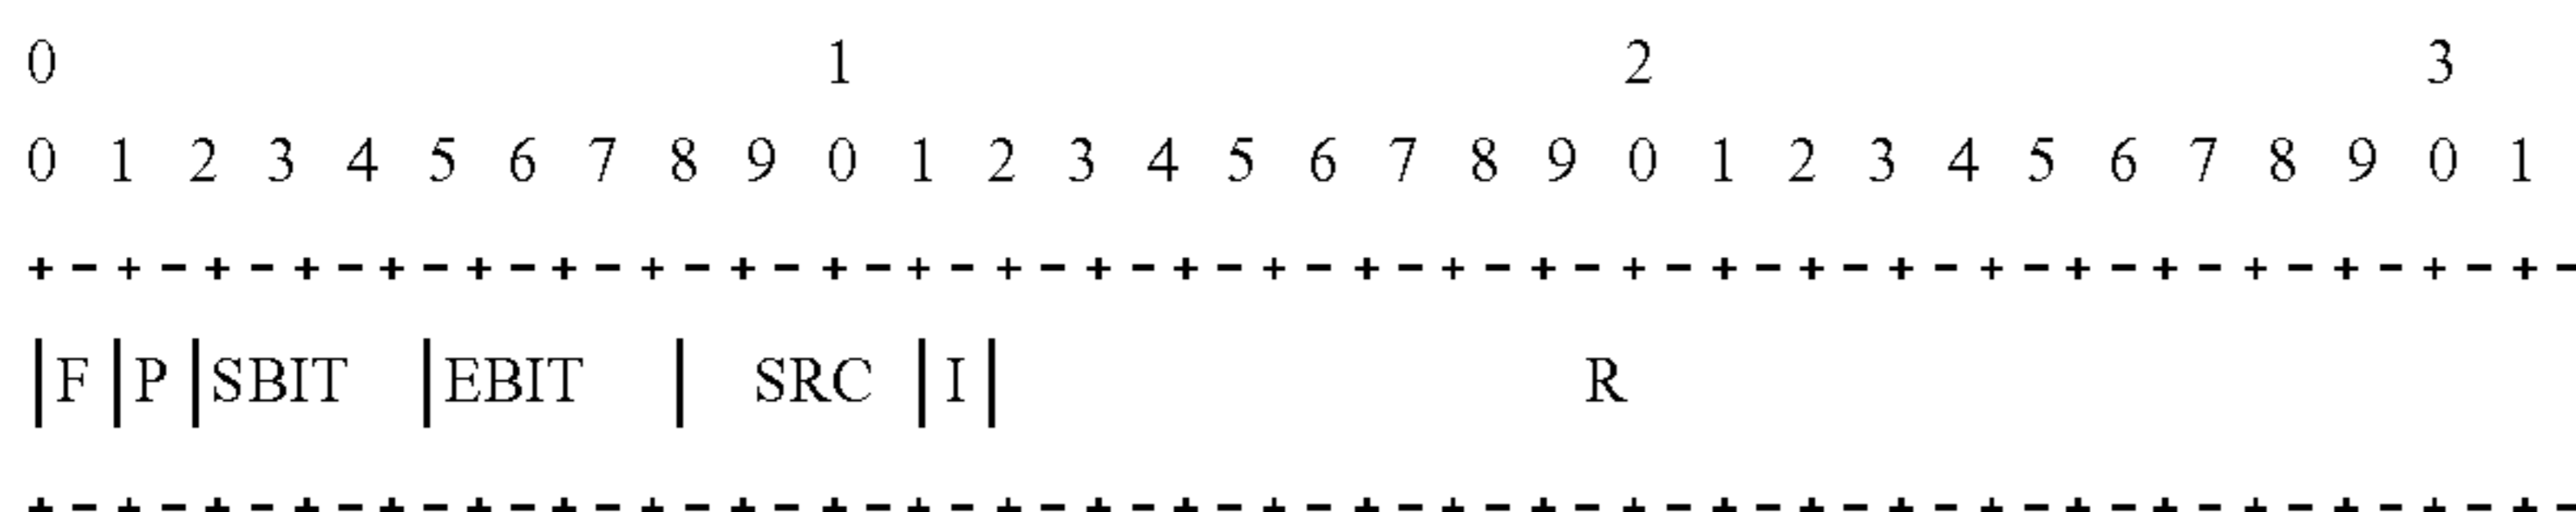 0 1 2 3
0 1 2 3 4 5 6 7 8 9 0 1 2 3 4 5 6 7 8 9 0 1 2 3 4 5 6 7 8 9 0 1
+-+-+-+-+-+-+-+-+-+-+-+-+-+-+-+-+-+-+-+-+-+-+-+-+-+-+-+-+-
|F|P|SBIT |EBIT | SRC |I| R
+-+-+-+-+-+-+-+-+-+-+-+-+-+-+-+-+-+-+-+-+-+-+-+-+-+-+-+-+-